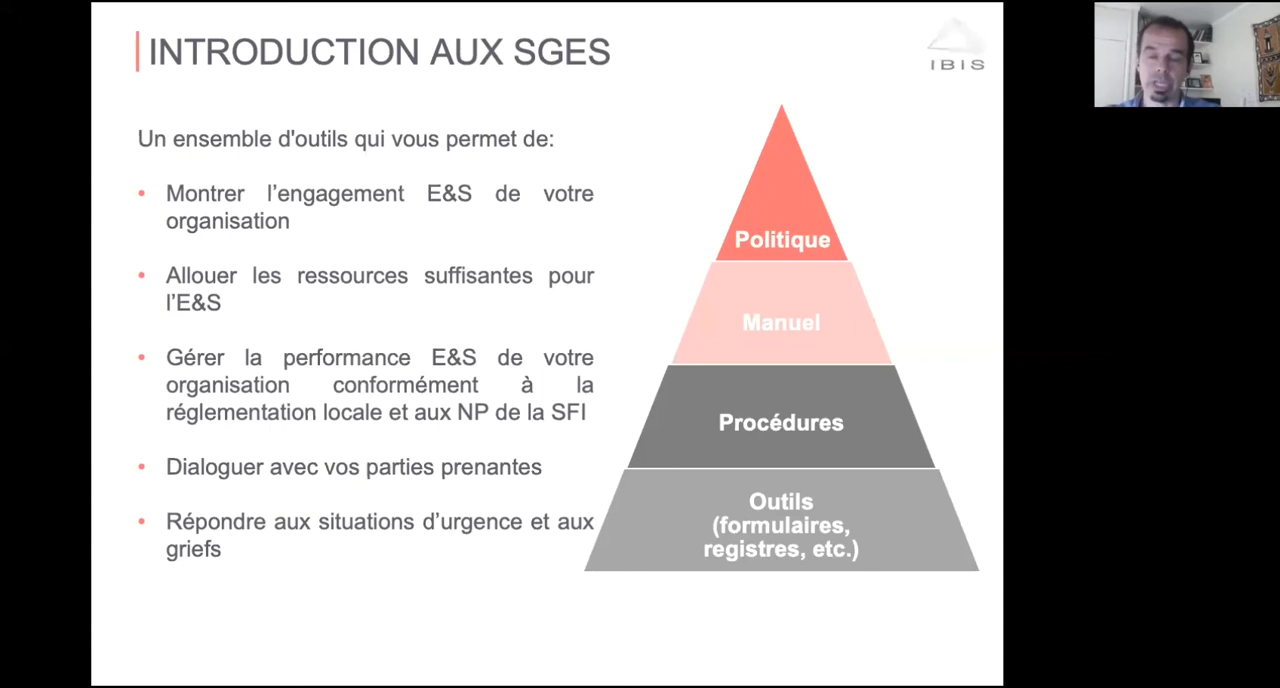 INTRODUCTION AUX SGES
IBIS
Un ensemble d'outils qui vous permet de:
• Montrer l’engagement E&S de votre
organisation
• Allouer les ressources suffisantes pour
l’E&S
• Gérer la performance E&S de votre
organisation conformément à la
réglementation locale et aux NP de la SFI
• Dialoguer avec vos parties prenantes
• Répondre aux situations d’urgence et aux
griefs
Politique
Manuel
Procédures
Outils
(formulaires,
registres, etc.)